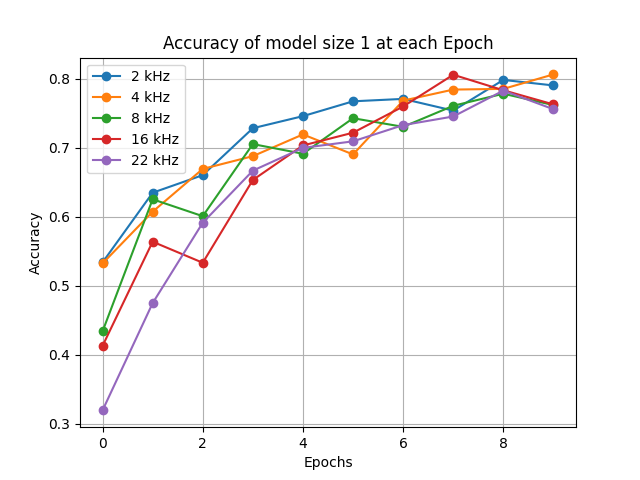 Accuracy of model size 1 at each Epoch
2 kHz
4 kHz
8 kHz
16 kHz
22 kHz
0.8
0.7
0.6
0.5
0.4
0.3
Accuracy
0 2 4 6 8
Epochs